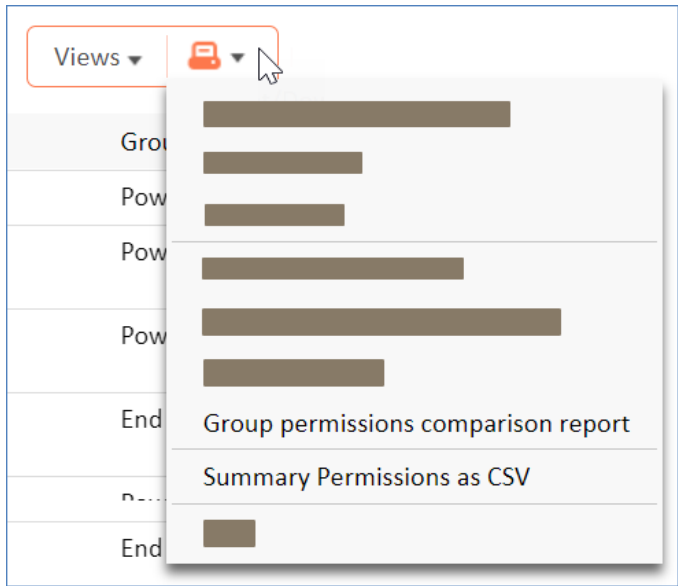 Views
Grou
Pow
Pow
Pow
End
Group permissions comparison report
Summary Permissions as CSV
End